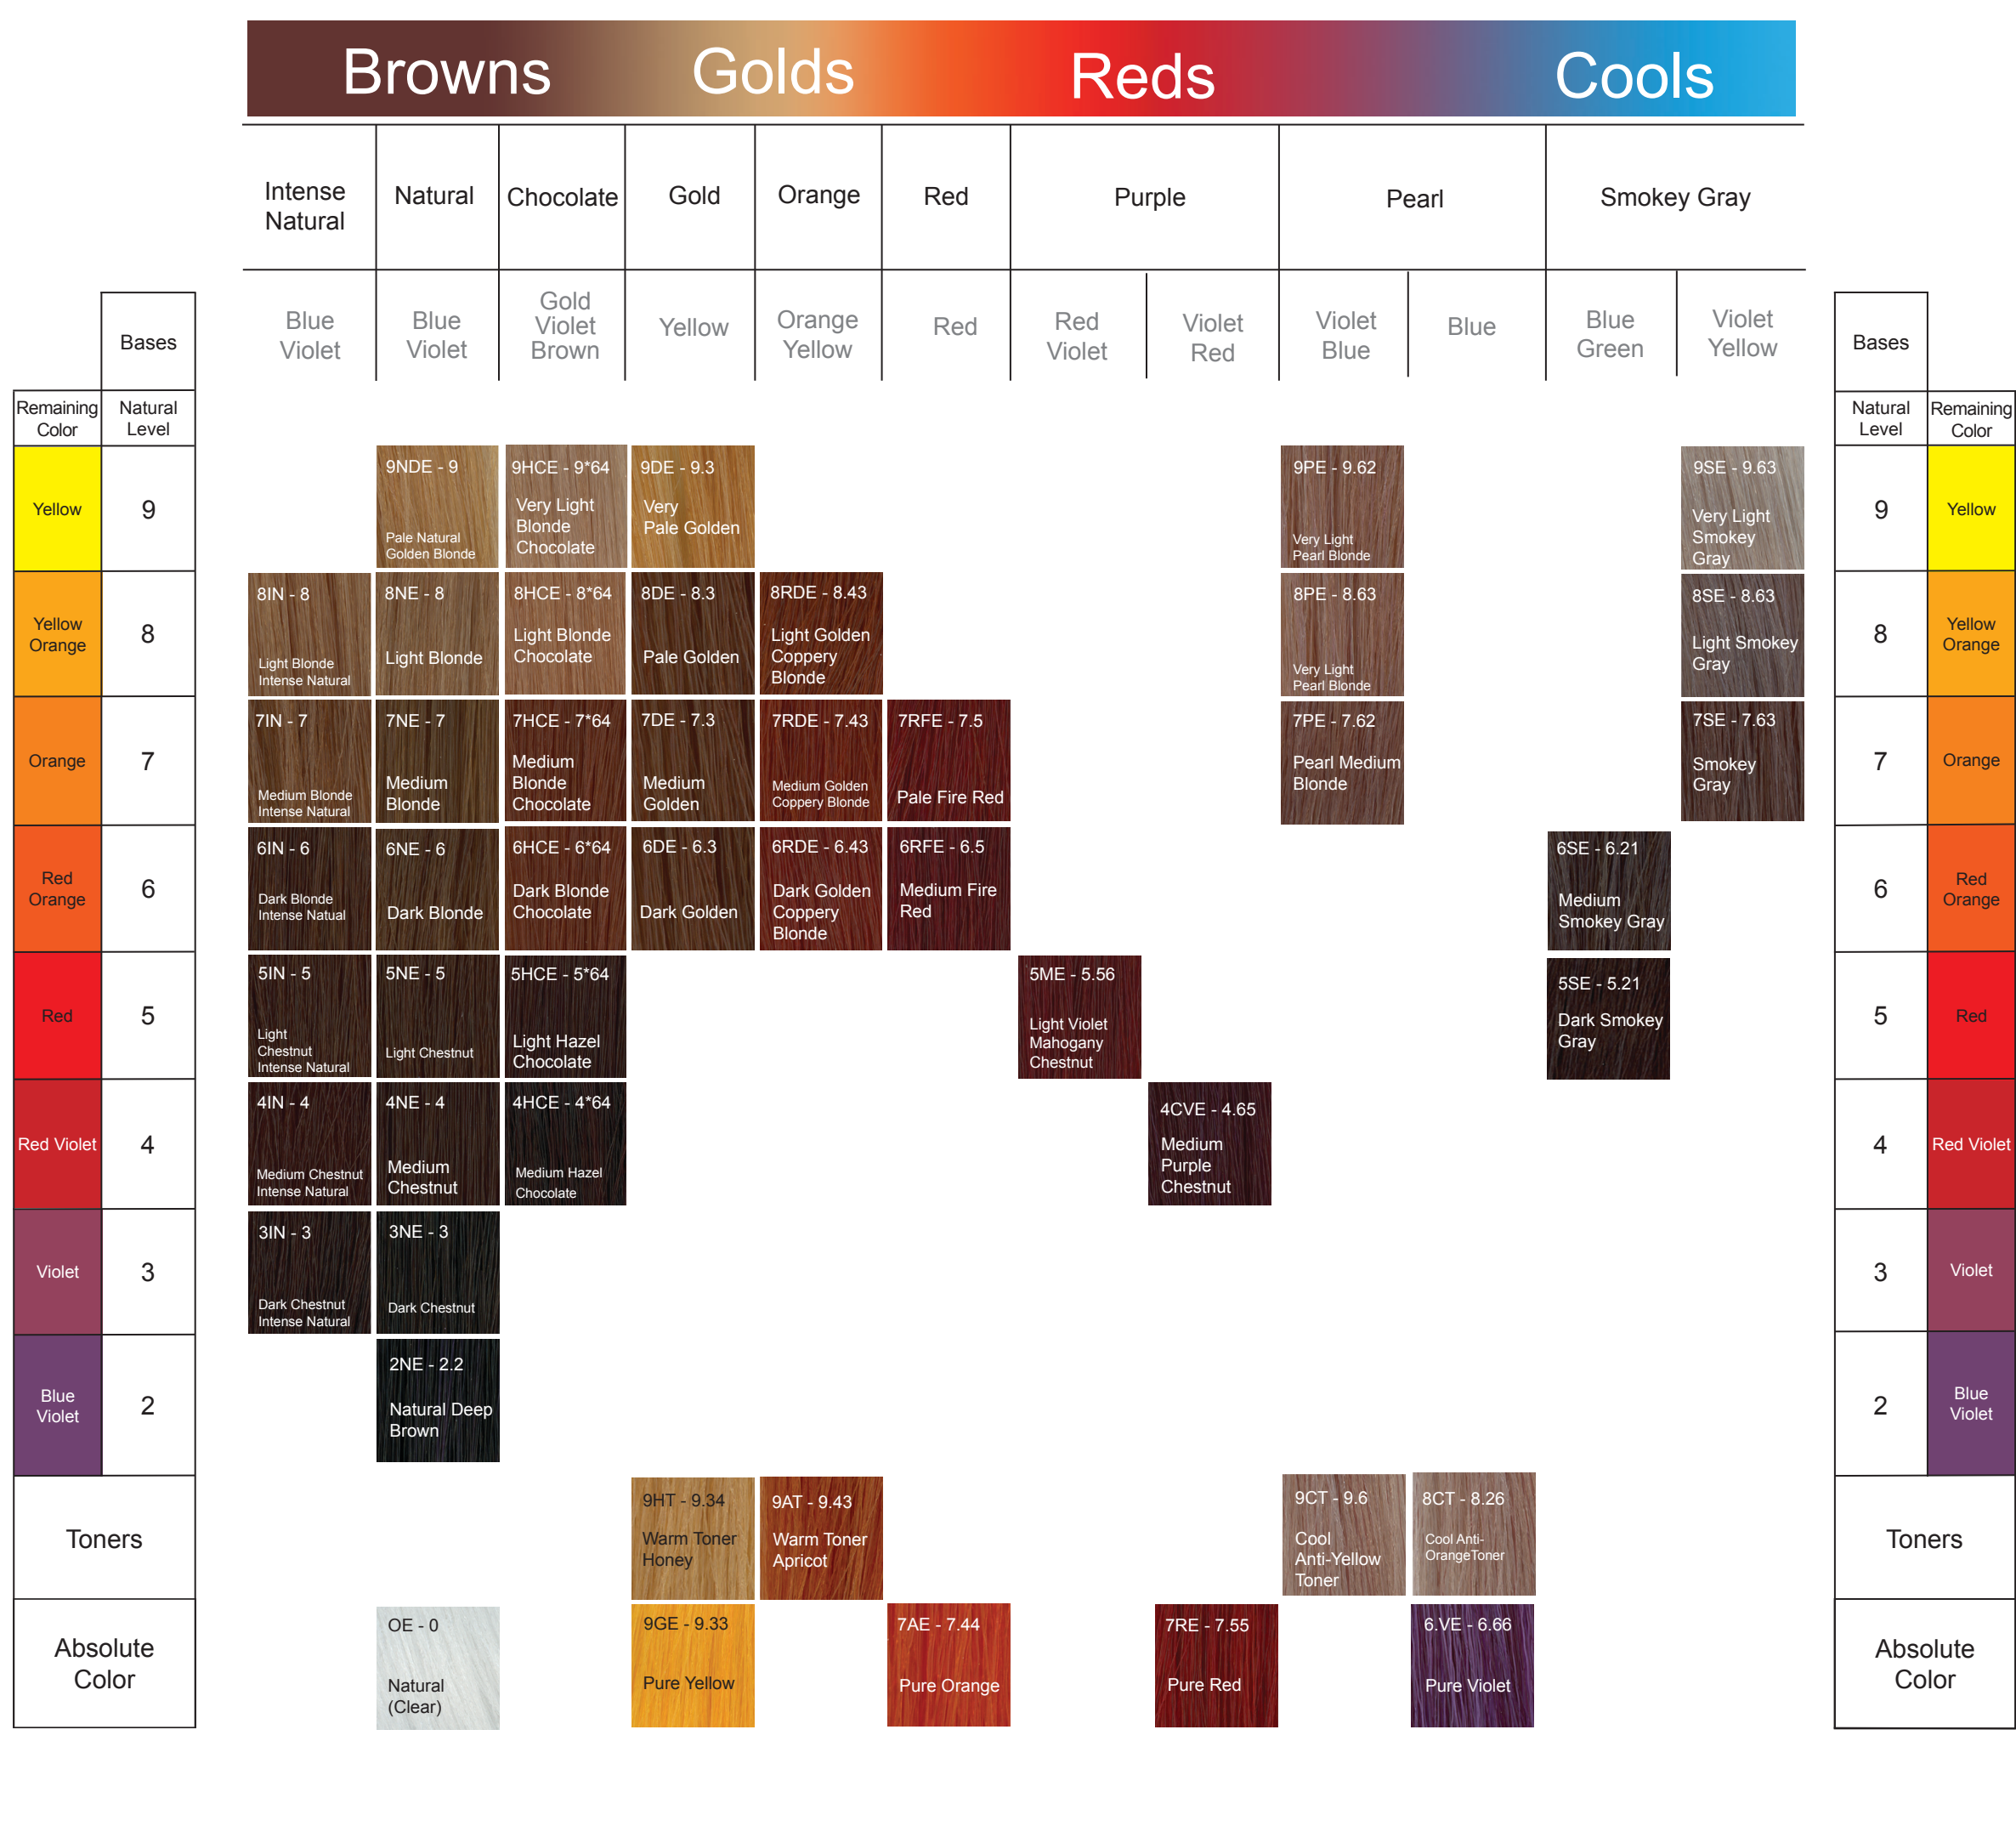 Browns Golds Reds Cools
Intense
Natural
Natural
Chocolate
Gold
Orange
Red
Purple
Pearl
Smokey Gray
Bases
Blue
Violet
Blue
Violet
Gold
Violet
Brown
Yellow
Orange
Yellow
Red
Red
Violet
Violet
Red
Violet
Blue
Blue
Blue
Green
Violet
Yellow
Bases
Remaining
Color
Natural
Level
Natural
Level
Remaining
Color
Yellow
9
9NDE - 9
Pale Natural
Golden Blonde
9HCE - 9*64
Very Light
Blonde
Chocolate
9DE - 9.3
Very
Pale Golden
9PE - 9.62
Very Light
Pearl Blonde
9SE - 9.63
Very Light
Smokey
Gray
9
Yellow
Yellow
Orange
8
8IN - 8
Light Blonde
Intense Natural
8NE - 8
Light Blonde
8HCE - 8*64
Light Blonde
Chocolate
8DE - 8.3
Pale Golden
8RDE - 8.43
Light Golden
Coppery
Blonde
8PE - 8.63
Very Light
Pearl Blonde
8SE - 8.63
Light Smokey
Gray
8
Yellow
Orange
Orange
7
7IN - 7
Medium Blonde
Intense Natural
7NE - 7
Medium
Blonde
7HCE - 7*64
Medium
Blonde
Chocolate
7DE - 7.3
Medium
Golden
7RDE - 7.43
Medium Golden
Coppery Blonde
7RFE - 7.5
Pale Fire Red
7PE - 7.62
Pearl Medium
Blonde
7SE - 7.63
Smokey
Gray
7
Orange
Red
Orange
6
6IN - 6
Dark Blonde
Intense Natual
6NE - 6
Dark Blonde
6HCE - 6*64
Dark Blonde
Chocolate
6DE - 6.3
Dark Golden
6RDE - 6.43
Dark Golden
Coppery
Blonde
6RFE - 6.5
Medium Fire
Red
6SE - 6.21
Medium
Smokey Gray
6
Red
Orange
Red
5
5IN - 5
Light
Chestnut
Intense Natural
5NE - 5
Light Chestnut
5HCE - 5*64
Light Hazel
Chocolate
5ME - 5.56
Light Violet
Mahogany
Chestnut
5SE - 5.21
Dark Smokey
Gray
5
Red
Red Violet
4
4IN - 4
Medium Chestnut
Intense Natural
4NE - 4
Medium
Chestnut
4HCE - 4*64
Medium Hazel
Chocolate
4CVE - 4.65
Medium
Purple
Chestnut
4
Red Violet
Violet
3
3IN - 3
Dark Chestnut
Intense Natural
3NE - 3
Dark Chestnut
3
Violet
Blue
Violet
2
2NE - 2.2
Natural Deep
Brown
2
Blue
Violet
Toners
9HT - 9.34
Warm Toner
Honey
9AT - 9.43
Warm Toner
Apricot
9CT - 9.6
Cool
Anti-Yellow
Toner
8CT - 8.26
Cool Anti-
OrangeToner
Toners
Absolute
Color
OE - 0
Natural
(Clear)
9GE - 9.33
Pure Yellow
7AE - 7.44
Pure Orange
7RE - 7.55
Pure Red
6.VE - 6.66
Pure Violet
Absolute
Color